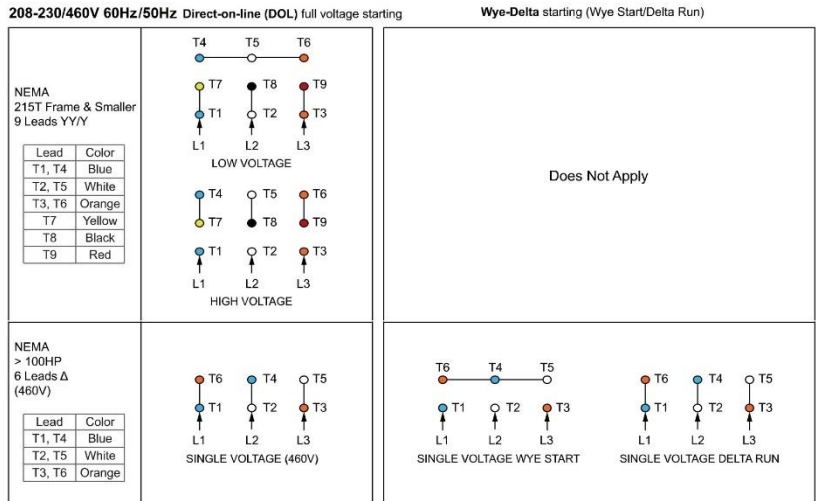 208-230/460V 60Hz/50Hz Direct-on-line (DOL) full voltage starting
Wye-Delta starting (Wye Start/Delta Run)
NEMA
215T Frame & Smaller
9 Leads YY/Y
Lead Color
T1, T4 Blue
T2, T5 White
T3, T6 Orange
T7 Yellow
T8 Black
T9 Red
T4 T5 T6
T7 T8 T9
T1 T2 T3
L1 L2 L3
LOW VOLTAGE
T4 T5 T6
T7 T8 T9
T1 T2 T3
L1 L2 L3
HIGH VOLTAGE
Does Not Apply
NEMA
> 100HP
6 Leads Δ
(460V)
Lead Color
T1, T4 Blue
T2, T5 White
T3, T6 Orange
T6 T4 T5
T1 T2 T3
L1 L2 L3
SINGLE VOLTAGE (460V)
T6 T4 T5
T1 T2 T3
L1 L2 L3
SINGLE VOLTAGE WYE START
T6 T4 T5
T1 T2 T3
L1 L2 L3
SINGLE VOLTAGE DELTA RUN